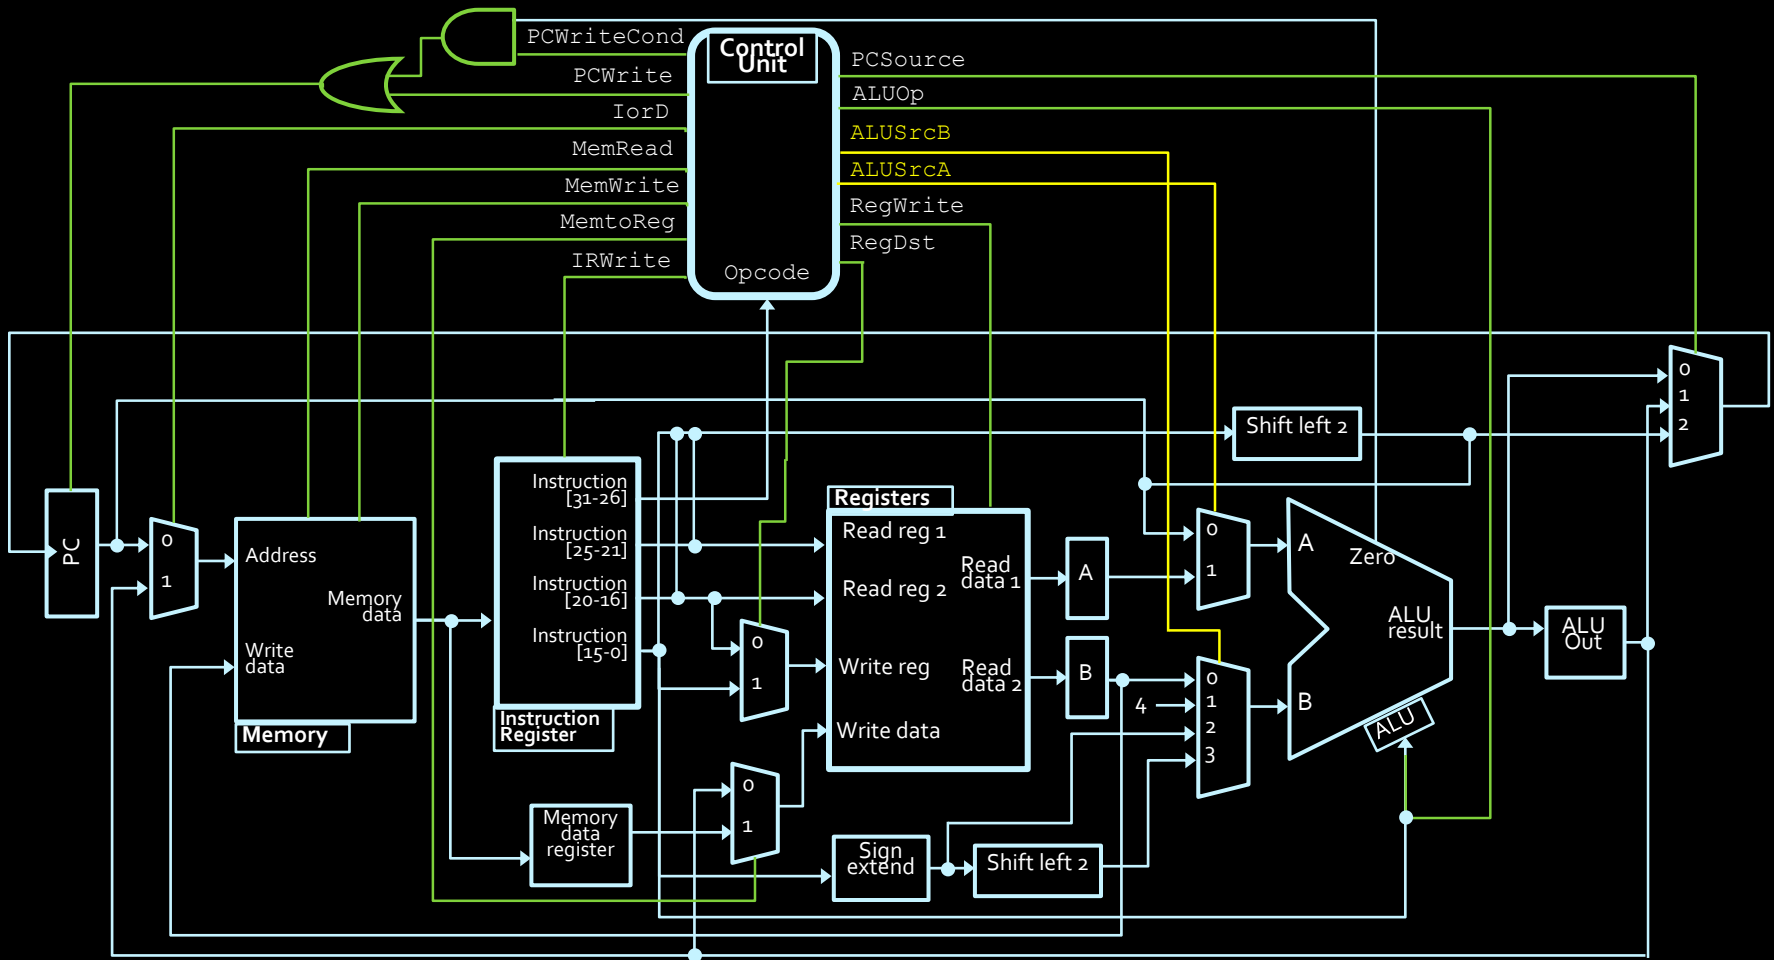 PCWriteCond
PCWrite
IorD
MemRead
MemWrite
MemtoReg
IRWrite
Control
Unit
Opcode
PCSource
ALUOp
ALUSrcB
ALUSrcA
RegWrite
RegDst
PC
0
1
Address
Memory
data
Write
data
Memory
Instruction
[31-26]
Instruction
[25-21]
Instruction
[20-16]
Instruction
[15-0]
Instruction
Register
0
1
Memory
data
register
0
1
Registers
Read reg 1
Read reg 2
Write reg
Write data
Read
data 1
Read
data 2
Sign
extend
Shift left 2
A
B
4
Shift left 2
0
1
0
1
2
3
A
B
Zero
ALU
result
ALU
ALU
Out
0
1
2